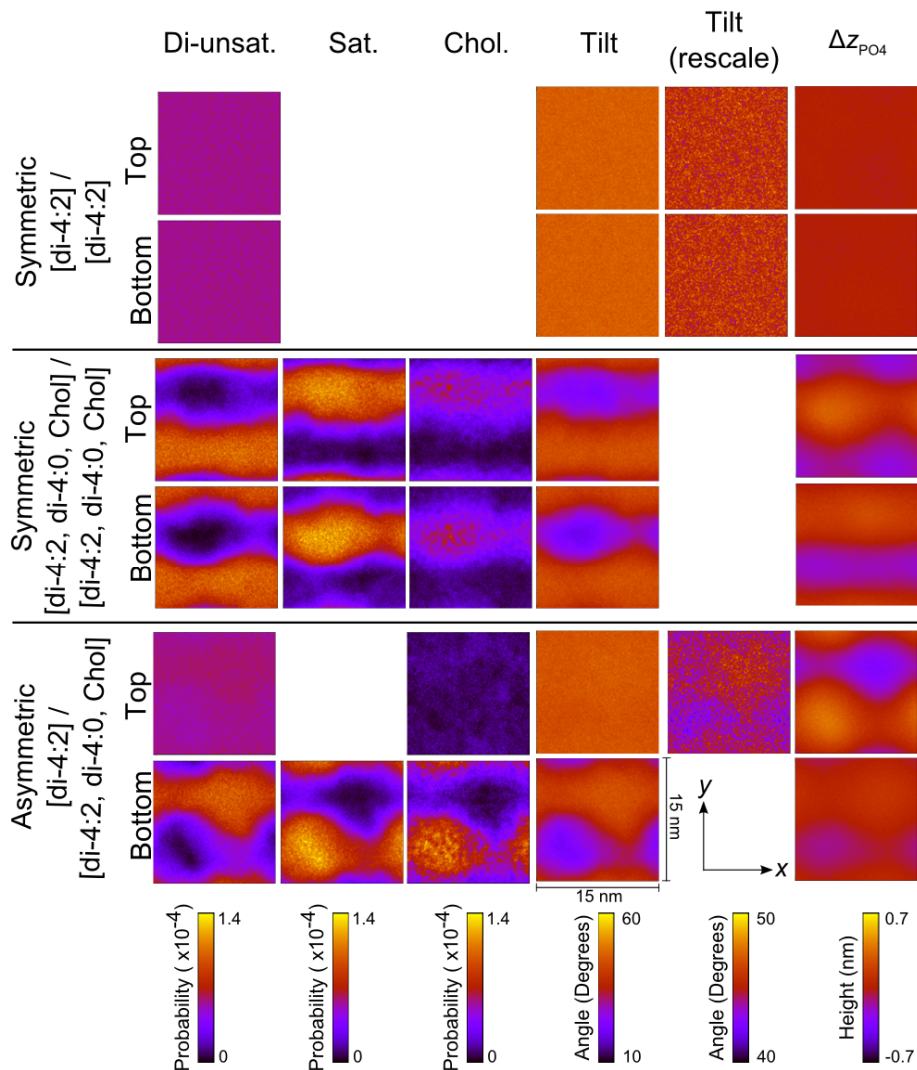 Di-unsat. Sat. Chol. Tilt Tilt (rescale) Δz_PO4
Symmetric
[di-4:2] /
[di-4:2]
Top
Bottom
Symmetric
[di-4:2, di-4:0, Chol] /
[di-4:2, di-4:0, Chol]
Top
Bottom
Asymmetric
[di-4:2] /
[di-4:2, di-4:0, Chol]
Top
Bottom
15 nm
15 nm
y
x
Probability ( x10⁻⁴)
1.4
0
Probability ( x10⁻⁴)
1.4
0
Probability ( x10⁻⁴)
1.4
0
Angle (Degrees)
60
10
Angle (Degrees)
50
40
Height (nm)
0.7
-0.7